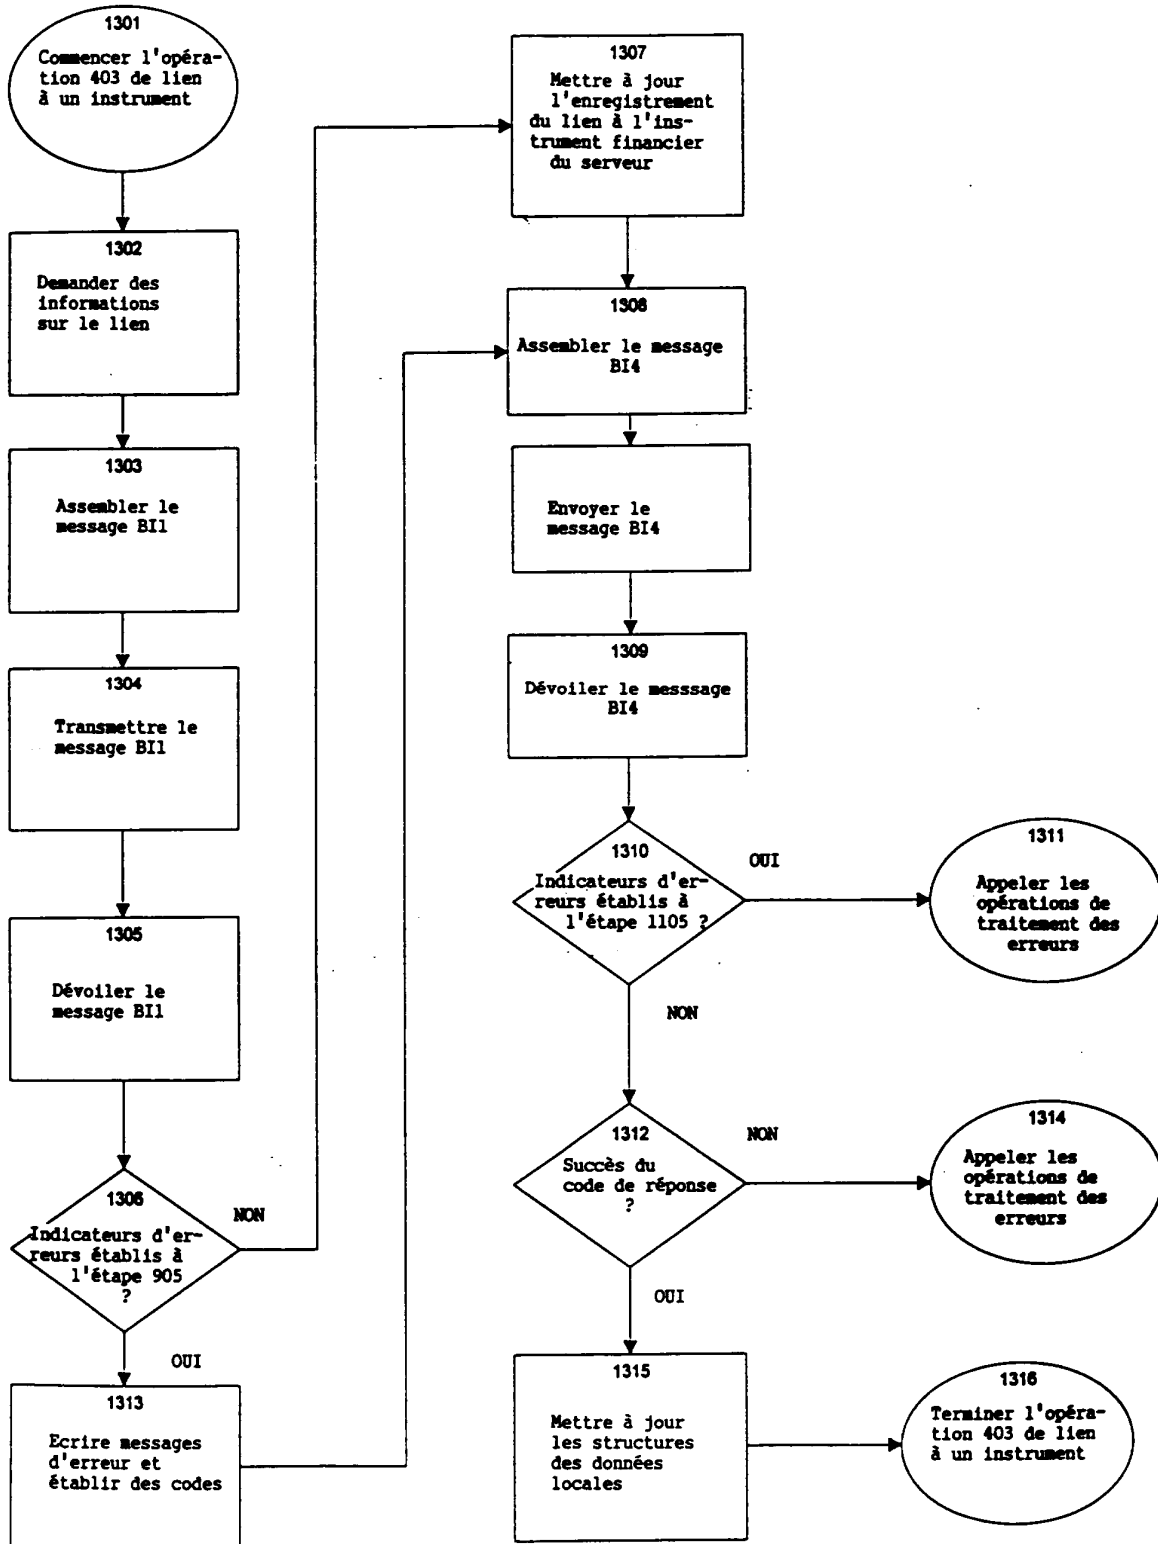 1301
Commencer l'opéra-
tion 403 de lien
à un instrument
1302
Demander des
informations
sur le lien
1303
Assembler le
message BI1
1304
Transmettre le
message BI1
1305
Dévoiler le
message BI1
1306
Indicateurs d'er-
reurs établis à
l'étape 905
?
NON
OUI
1313
Ecrire messages
d'erreur et
établir des codes
1307
Mettre à jour
l'enregistrement
du lien à l'ins-
trument financier
du serveur
1308
Assembler le message
BI4
Envoyer le
message BI4
1309
Dévoiler le messsage
BI4
1310
Indicateurs d'er-
reurs établis à
l'étape 1105 ?
OUI
NON
1311
Appeler les
opérations de
traitement des
erreurs
1312
Succès du
code de réponse
?
NON
OUI
1314
Appeler les
opérations de
traitement des
erreurs
1315
Mettre à jour
les structures
des données
locales
1316
Terminer l'opéra-
tion 403 de lien
à un instrument